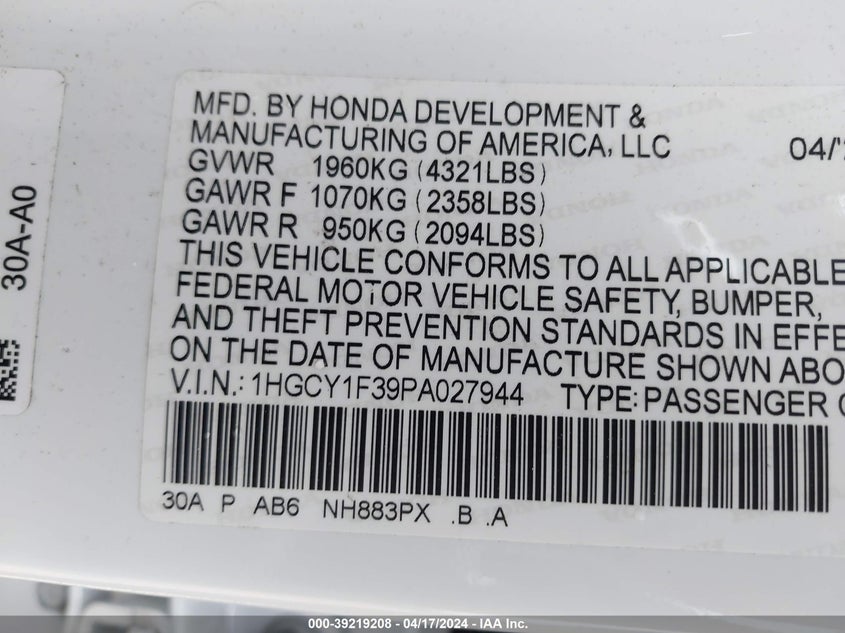 MFD. BY HONDA DEVELOPMENT &
MANUFACTURING OF AMERICA, LLC 04/'2
GVWR 1960KG (4321LBS)
GAWR F 1070KG (2358LBS)
GAWR R 950KG (2094LBS)
THIS VEHICLE CONFORMS TO ALL APPLICABLE
FEDERAL MOTOR VEHICLE SAFETY, BUMPER,
AND THEFT PREVENTION STANDARDS IN EFFE
ON THE DATE OF MANUFACTURE SHOWN ABO
V.I.N.: 1HGCY1F39PA027944 TYPE: PASSENGER C
30A P AB6 NH883PX .B .A
30A-A0
000-39219208 - 04/17/2024 - IAA Inc.